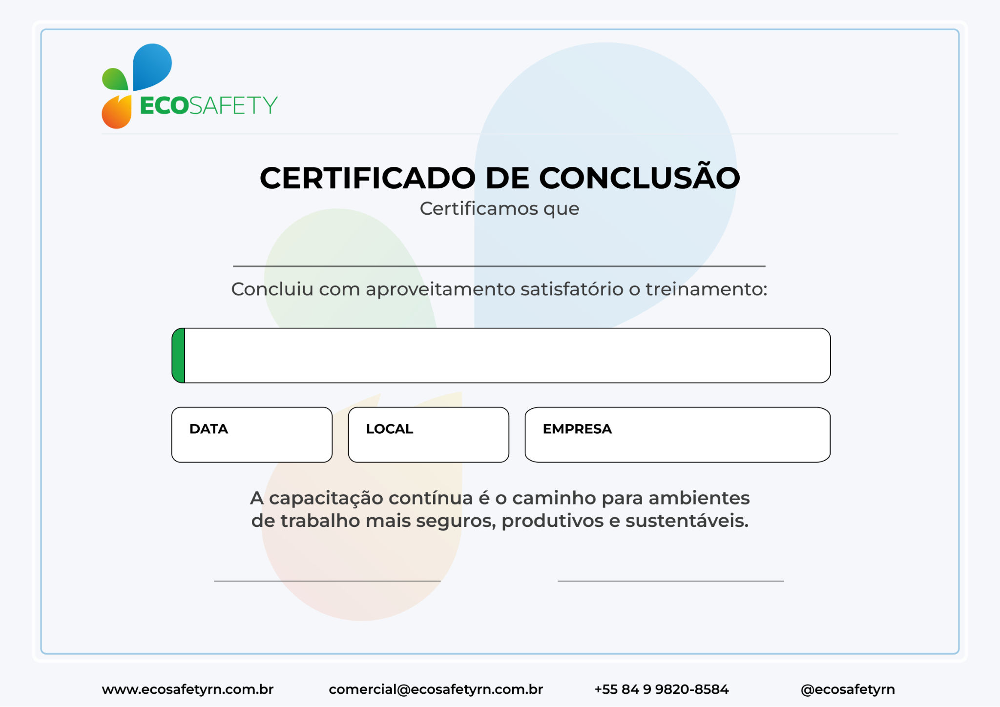 ECOSAFETY
CERTIFICADO DE CONCLUSÃO
Certificamos que
Concluiu com aproveitamento satisfatório o treinamento:
DATA
LOCAL
EMPRESA
A capacitação contínua é o caminho para ambientes
de trabalho mais seguros, produtivos e sustentáveis.
www.ecosafetyrn.com.br
comercial@ecosafetyrn.com.br
+55 84 9 9820-8584
@ecosafetyrn